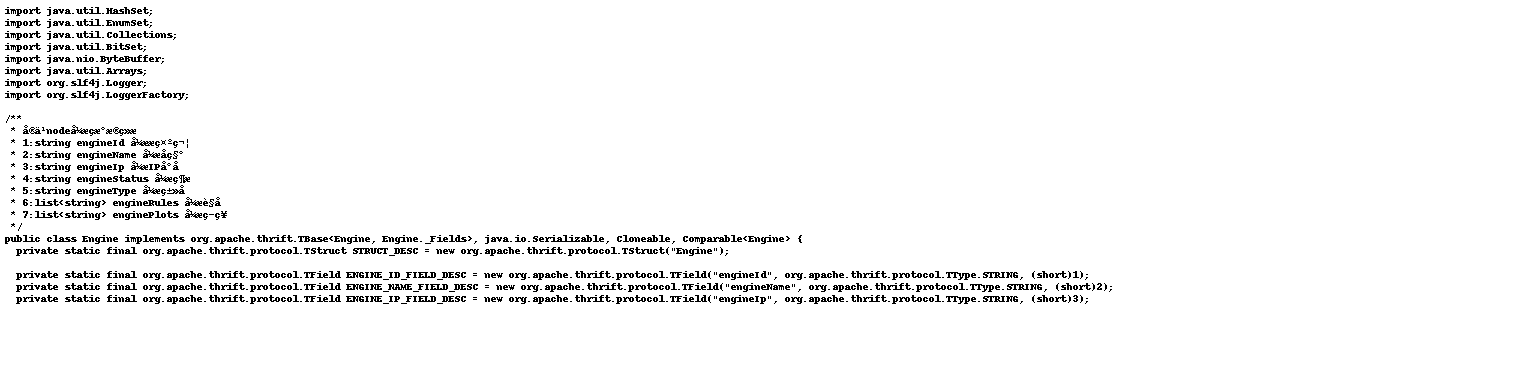 import java.util.HashSet;
import java.util.EnumSet;
import java.util.Collections;
import java.util.BitSet;
import java.nio.ByteBuffer;
import java.util.Arrays;
import org.slf4j.Logger;
import org.slf4j.LoggerFactory;
/**
 * å®ä¹nodeå¼æçæ°æ®ç»æ
 * 1:string engineId å¼ææ ç¤ºç¬¦
 * 2:string engineName å¼æåç§°
 * 3:string engineIp å¼æIPå°å
 * 4:string engineStatus å¼æç¶æ
 * 5:string engineType å¼æç±»å
 * 6:list<string> engineRules å¼æè§å
 * 7:list<string> enginePlots å¼æç­ç¥
 */
public class Engine implements org.apache.thrift.TBase<Engine, Engine._Fields>, java.io.Serializable, Cloneable, Comparable<Engine> {
  private static final org.apache.thrift.protocol.TStruct STRUCT_DESC = new org.apache.thrift.protocol.TStruct("Engine");
  private static final org.apache.thrift.protocol.TField ENGINE_ID_FIELD_DESC = new org.apache.thrift.protocol.TField("engineId", org.apache.thrift.protocol.TType.STRING, (short)1);
  private static final org.apache.thrift.protocol.TField ENGINE_NAME_FIELD_DESC = new org.apache.thrift.protocol.TField("engineName", org.apache.thrift.protocol.TType.STRING, (short)2);
  private static final org.apache.thrift.protocol.TField ENGINE_IP_FIELD_DESC = new org.apache.thrift.protocol.TField("engineIp", org.apache.thrift.protocol.TType.STRING, (short)3);